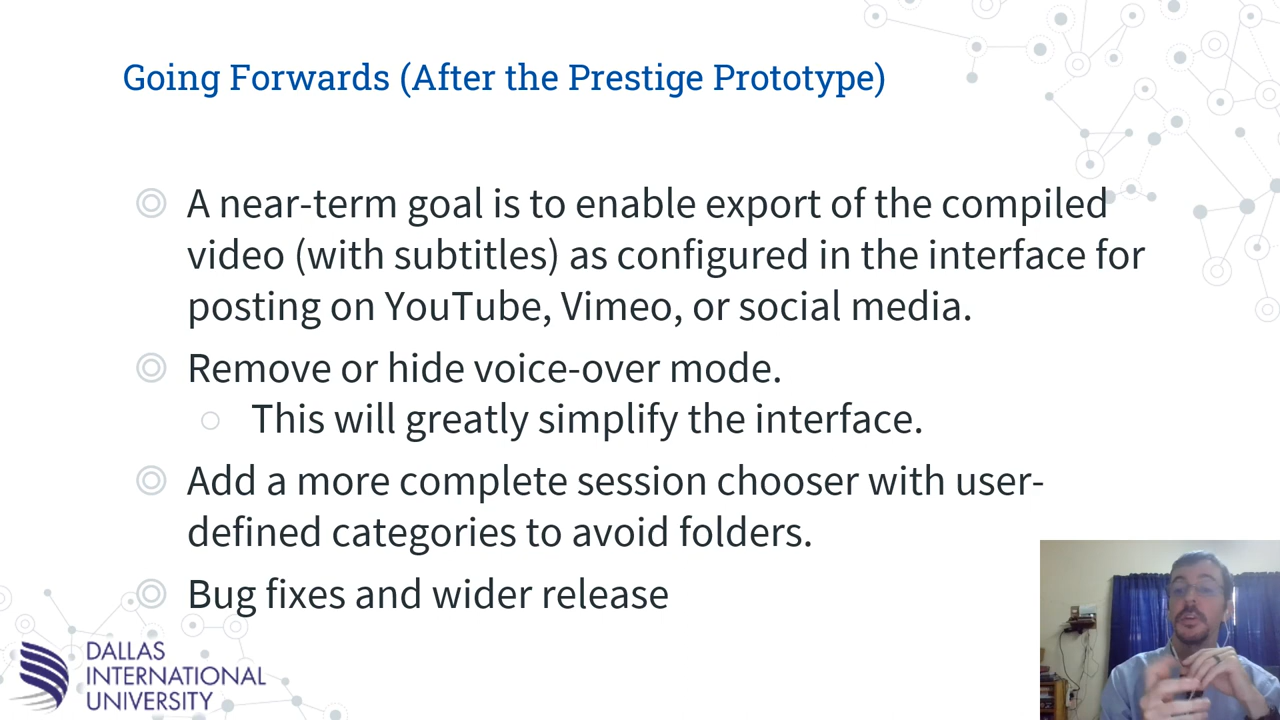 Going Forwards (After the Prestige Prototype)
A near-term goal is to enable export of the compiled
video (with subtitles) as configured in the interface for
posting on YouTube, Vimeo, or social media.
Remove or hide voice-over mode.
This will greatly simplify the interface.
Add a more complete session chooser with user-
defined categories to avoid folders.
Bug fixes and wider release
DALLAS
INTERNATIONAL
UNIVERSITY